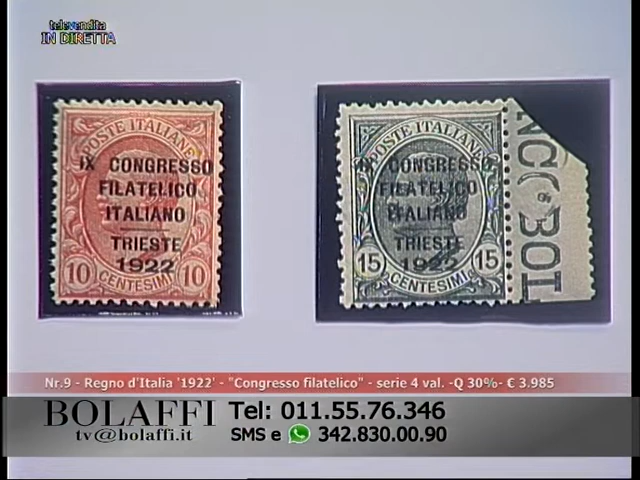 televendita
IN DIRETTA
POSTE ITALIANE
IX CONGRESSO
FILATELICO
ITALIANO
TRIESTE
1922
10 10
CENTESIMI
POSTE ITALIANE
IX CONGRESSO
FILATELICO
ITALIANO
TRIESTE
1922
15 15
CENTESIMI
Nr.9 - Regno d'Italia '1922' - "Congresso filatelico" - serie 4 val. -Q 30%- € 3.985
BOLAFFI
tv@bolaffi.it
Tel: 011.55.76.346
SMS e 342.830.00.90